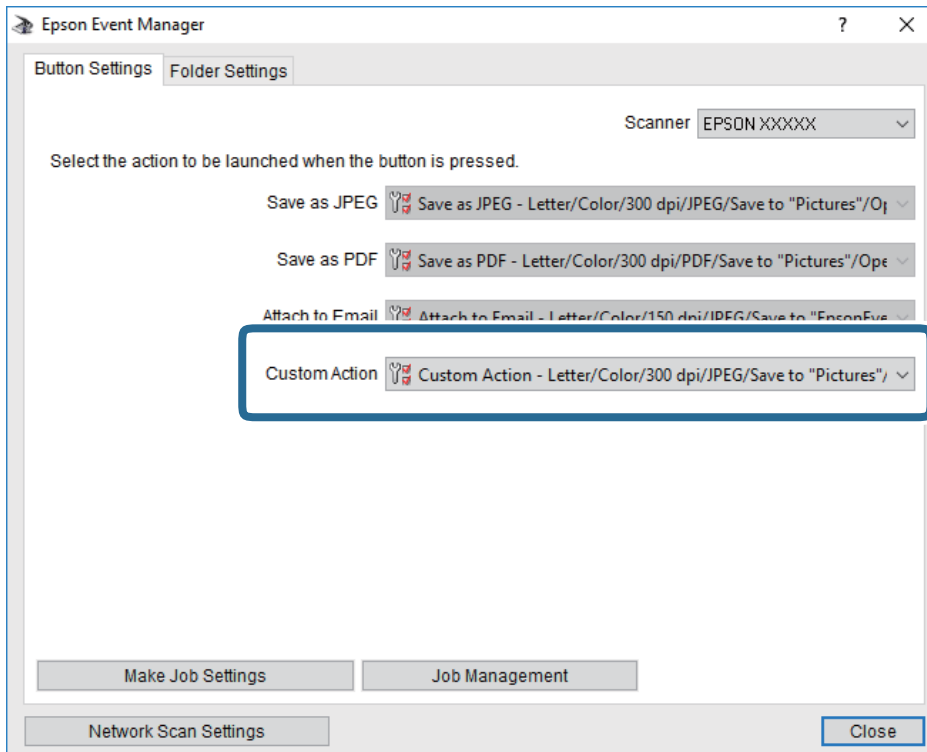 Epson Event Manager
Button Settings
Folder Settings
Scanner EPSON XXXXX
Select the action to be launched when the button is pressed.
Save as JPEG Save as JPEG - Letter/Color/300 dpi/JPEG/Save to "Pictures"/Op
Save as PDF Save as PDF - Letter/Color/300 dpi/PDF/Save to "Pictures"/Ope
Attach to Email Attach to Email - Letter/Color/150 dpi/JPEG/Save to "EpsonEve
Custom Action Custom Action - Letter/Color/300 dpi/JPEG/Save to "Pictures"/
Make Job Settings
Job Management
Network Scan Settings
Close